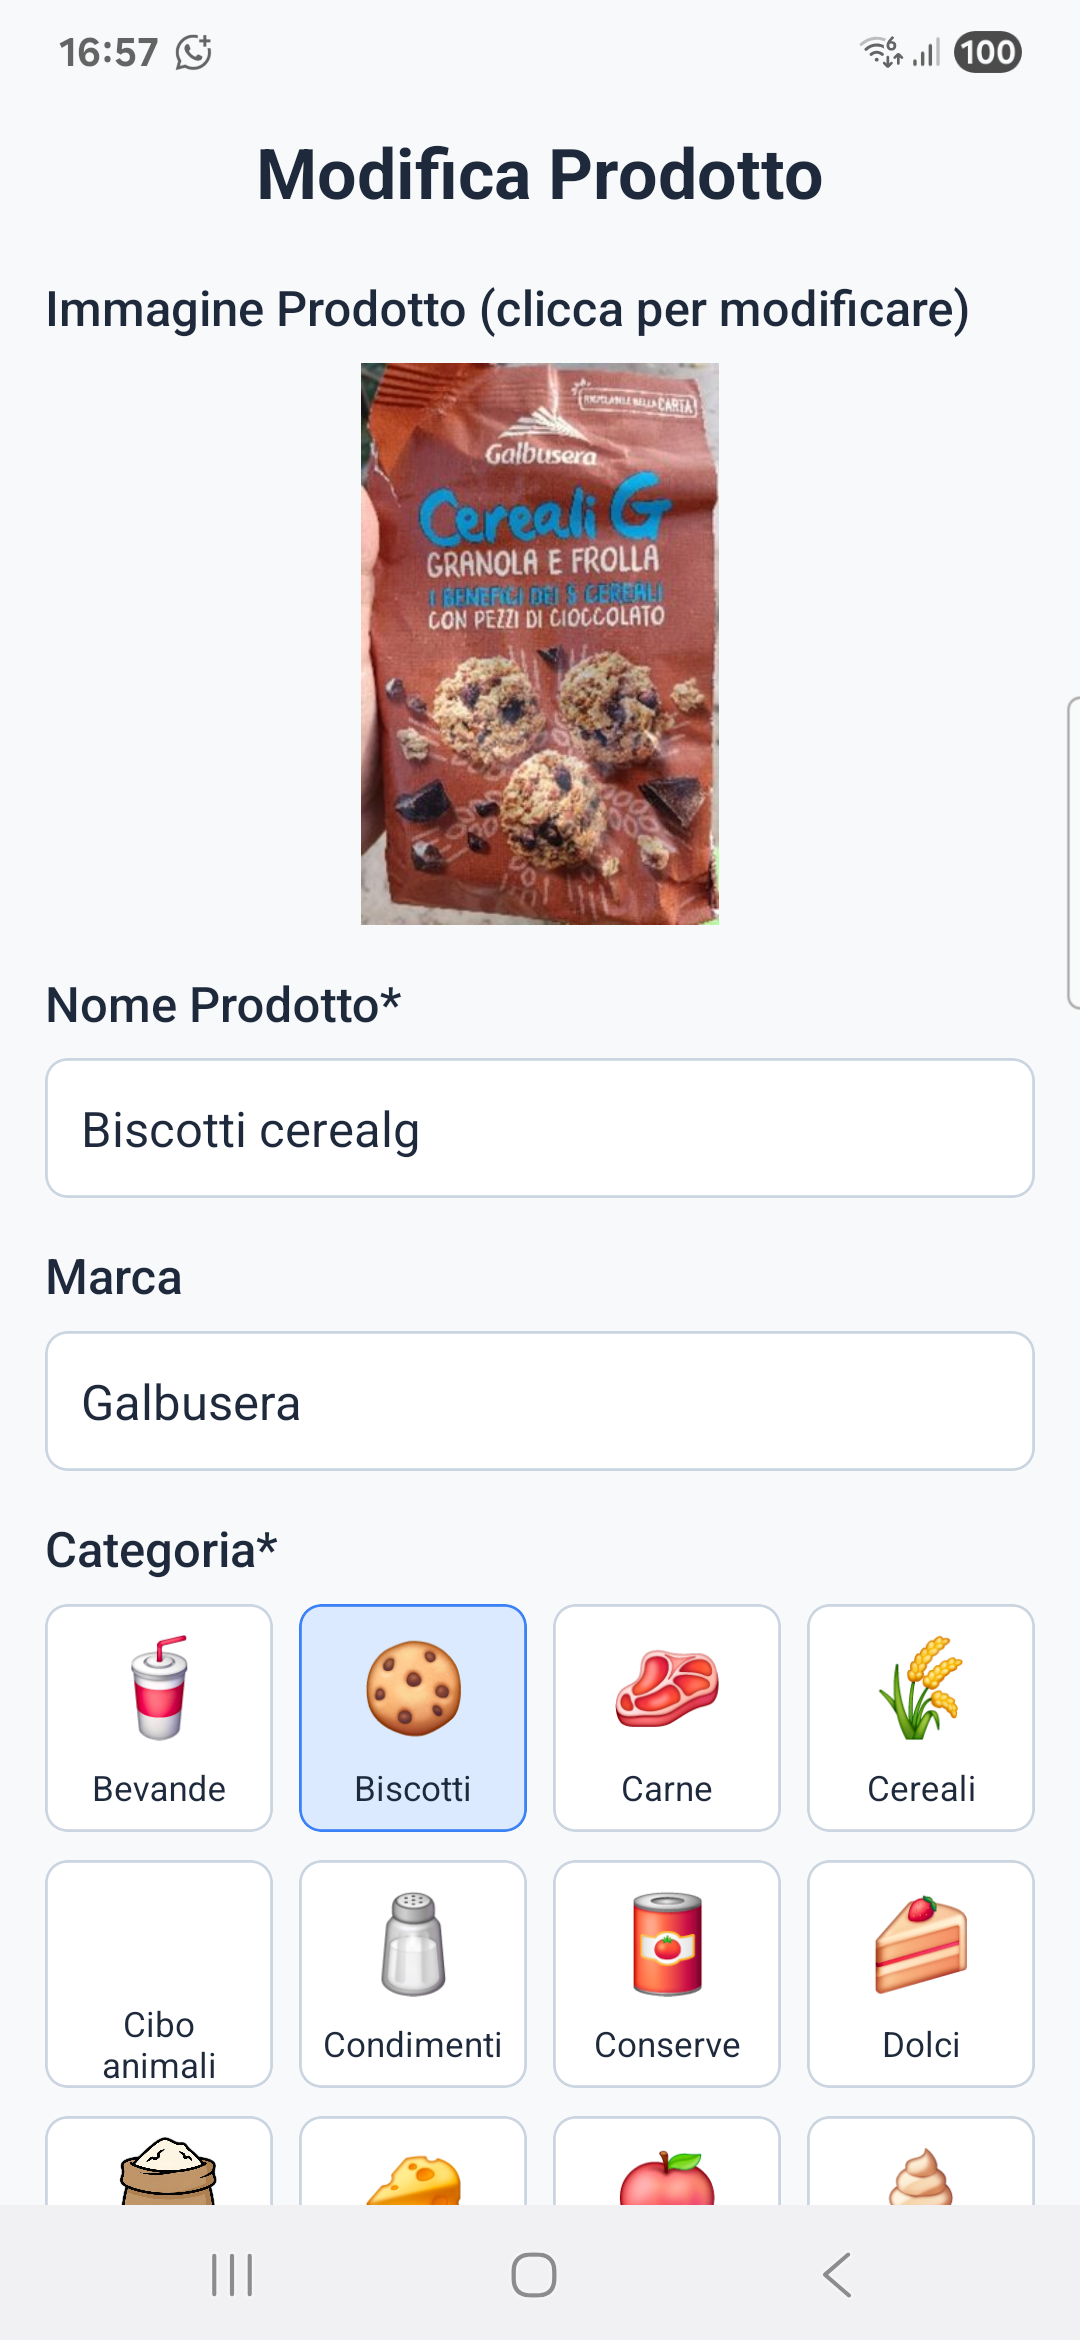 16:57
100
Modifica Prodotto
Immagine Prodotto (clicca per modificare)
RICICLABILE NELLA CARTA
Galbusera
Cereali G
GRANOLA E FROLLA
I BENEFICI DEI 5 CEREALI
CON PEZZI DI CIOCCOLATO
Nome Prodotto*
Biscotti cerealg
Marca
Galbusera
Categoria*
Bevande
Biscotti
Carne
Cereali
Cibo
animali
Condimenti
Conserve
Dolci